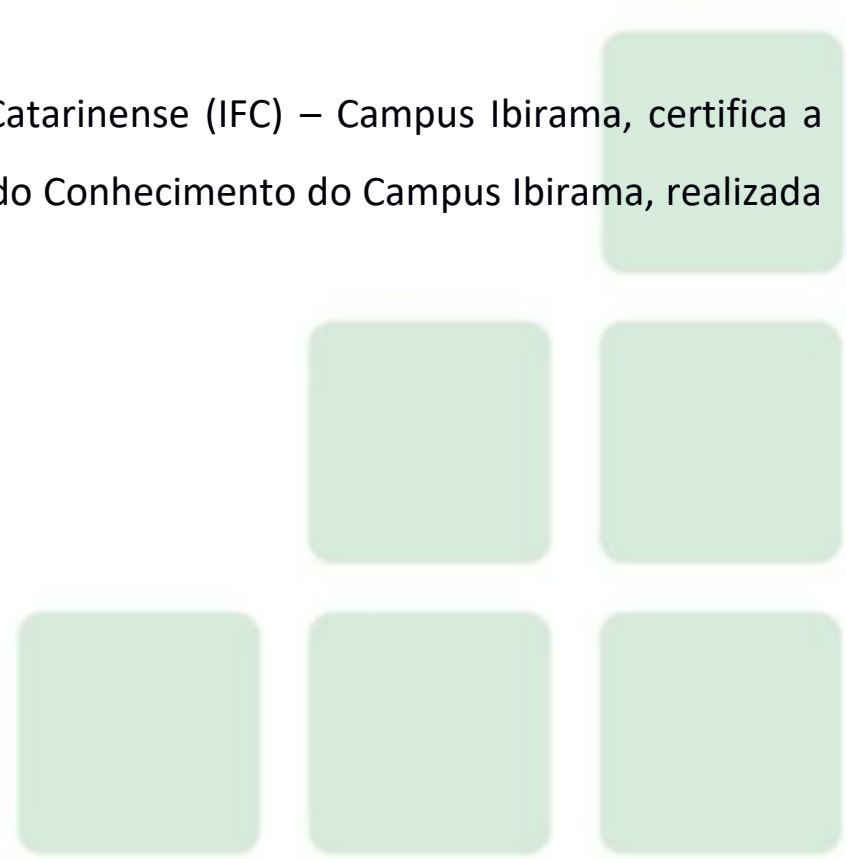 Catarinense (IFC) – Campus Ibirama, certifica a
do Conhecimento do Campus Ibirama, realizada